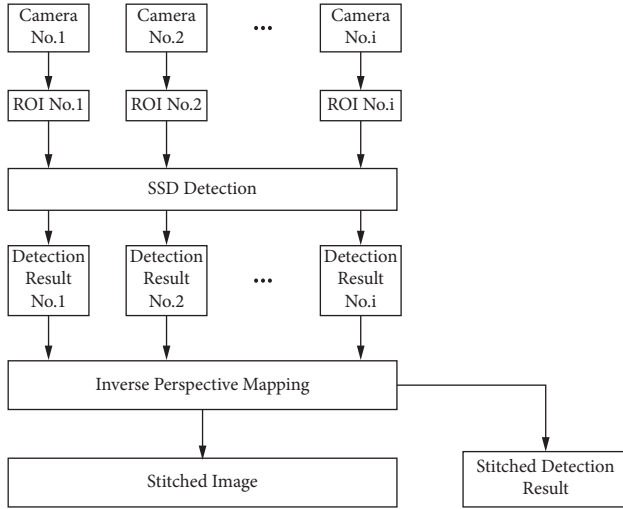 Camera
No.1
Camera
No.2
...
Camera
No.i
ROI No.1
ROI No.2
ROI No.i
SSD Detection
Detection
Result
No.1
Detection
Result
No.2
...
Detection
Result
No.i
Inverse Perspective Mapping
Stitched Image
Stitched Detection
Result